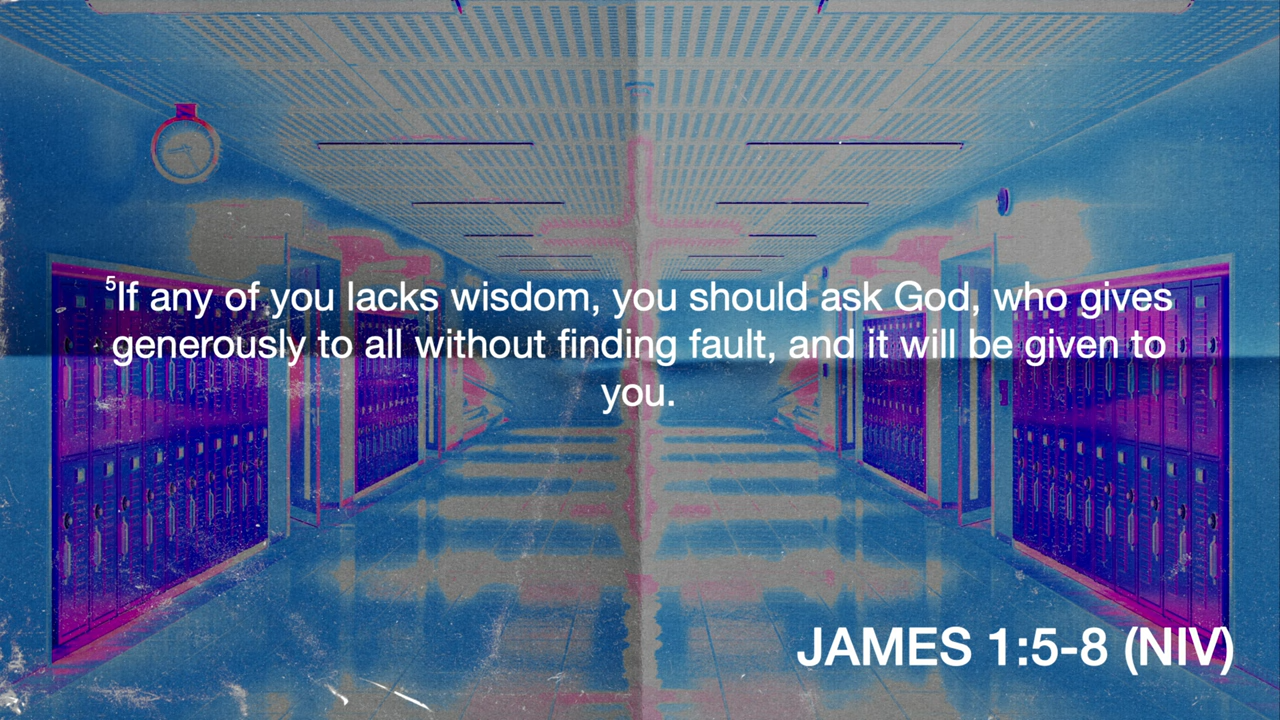 ⁵If any of you lacks wisdom, you should ask God, who gives
generously to all without finding fault, and it will be given to
you.
JAMES 1:5-8 (NIV)